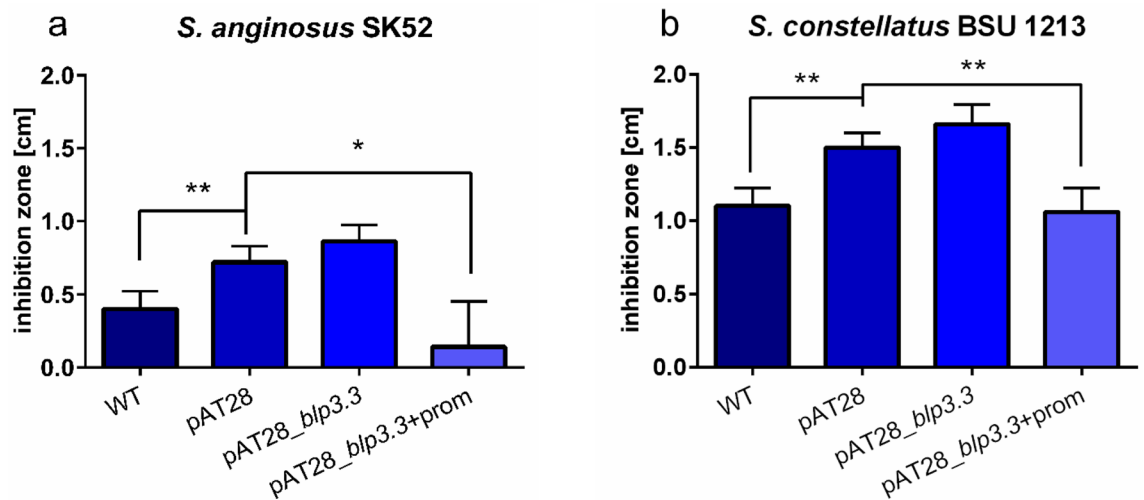 a
S. anginosus SK52
inhibition zone [cm]
2.0
1.5
1.0
0.5
0.0
**
*
WT
pAT28
pAT28_blp3.3
pAT28_blp3.3+prom
b
S. constellatus BSU 1213
inhibition zone [cm]
2.0
1.5
1.0
0.5
0.0
**
**
WT
pAT28
pAT28_blp3.3
pAT28_blp3.3+prom